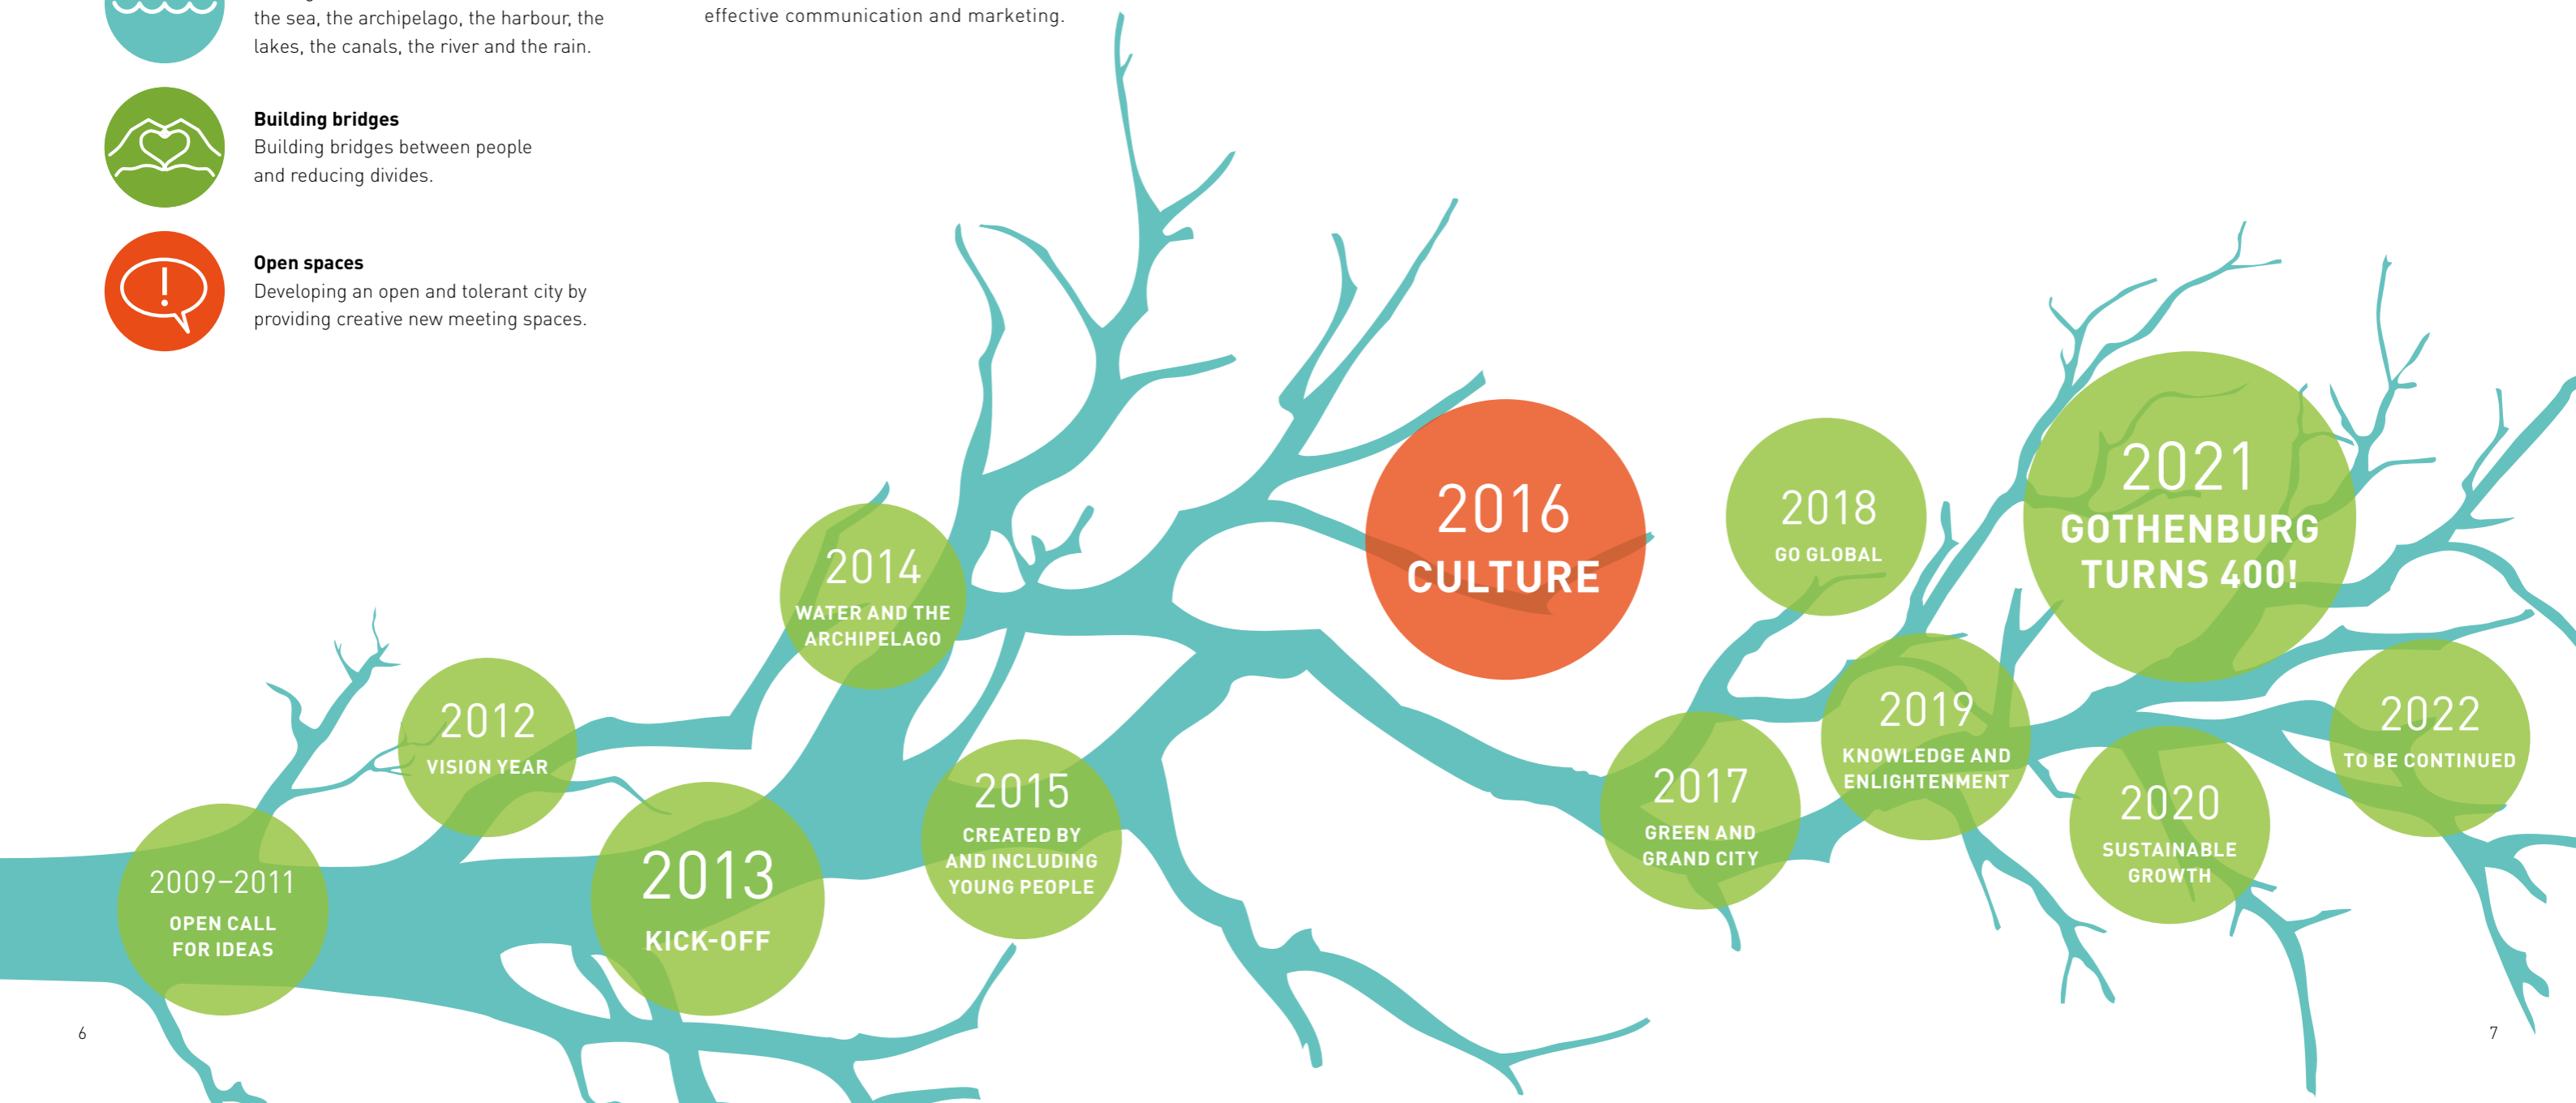 the sea, the archipelago, the harbour, the
lakes, the canals, the river and the rain.
Building bridges
Building bridges between people
and reducing divides.
!
Open spaces
Developing an open and tolerant city by
providing creative new meeting spaces.
effective communication and marketing.
2009–2011
OPEN CALL
FOR IDEAS
2012
VISION YEAR
2013
KICK-OFF
2014
WATER AND THE
ARCHIPELAGO
2015
CREATED BY
AND INCLUDING
YOUNG PEOPLE
2016
CULTURE
2017
GREEN AND
GRAND CITY
2018
GO GLOBAL
2019
KNOWLEDGE AND
ENLIGHTENMENT
2020
SUSTAINABLE
GROWTH
2021
GOTHENBURG
TURNS 400!
2022
TO BE CONTINUED
6
7